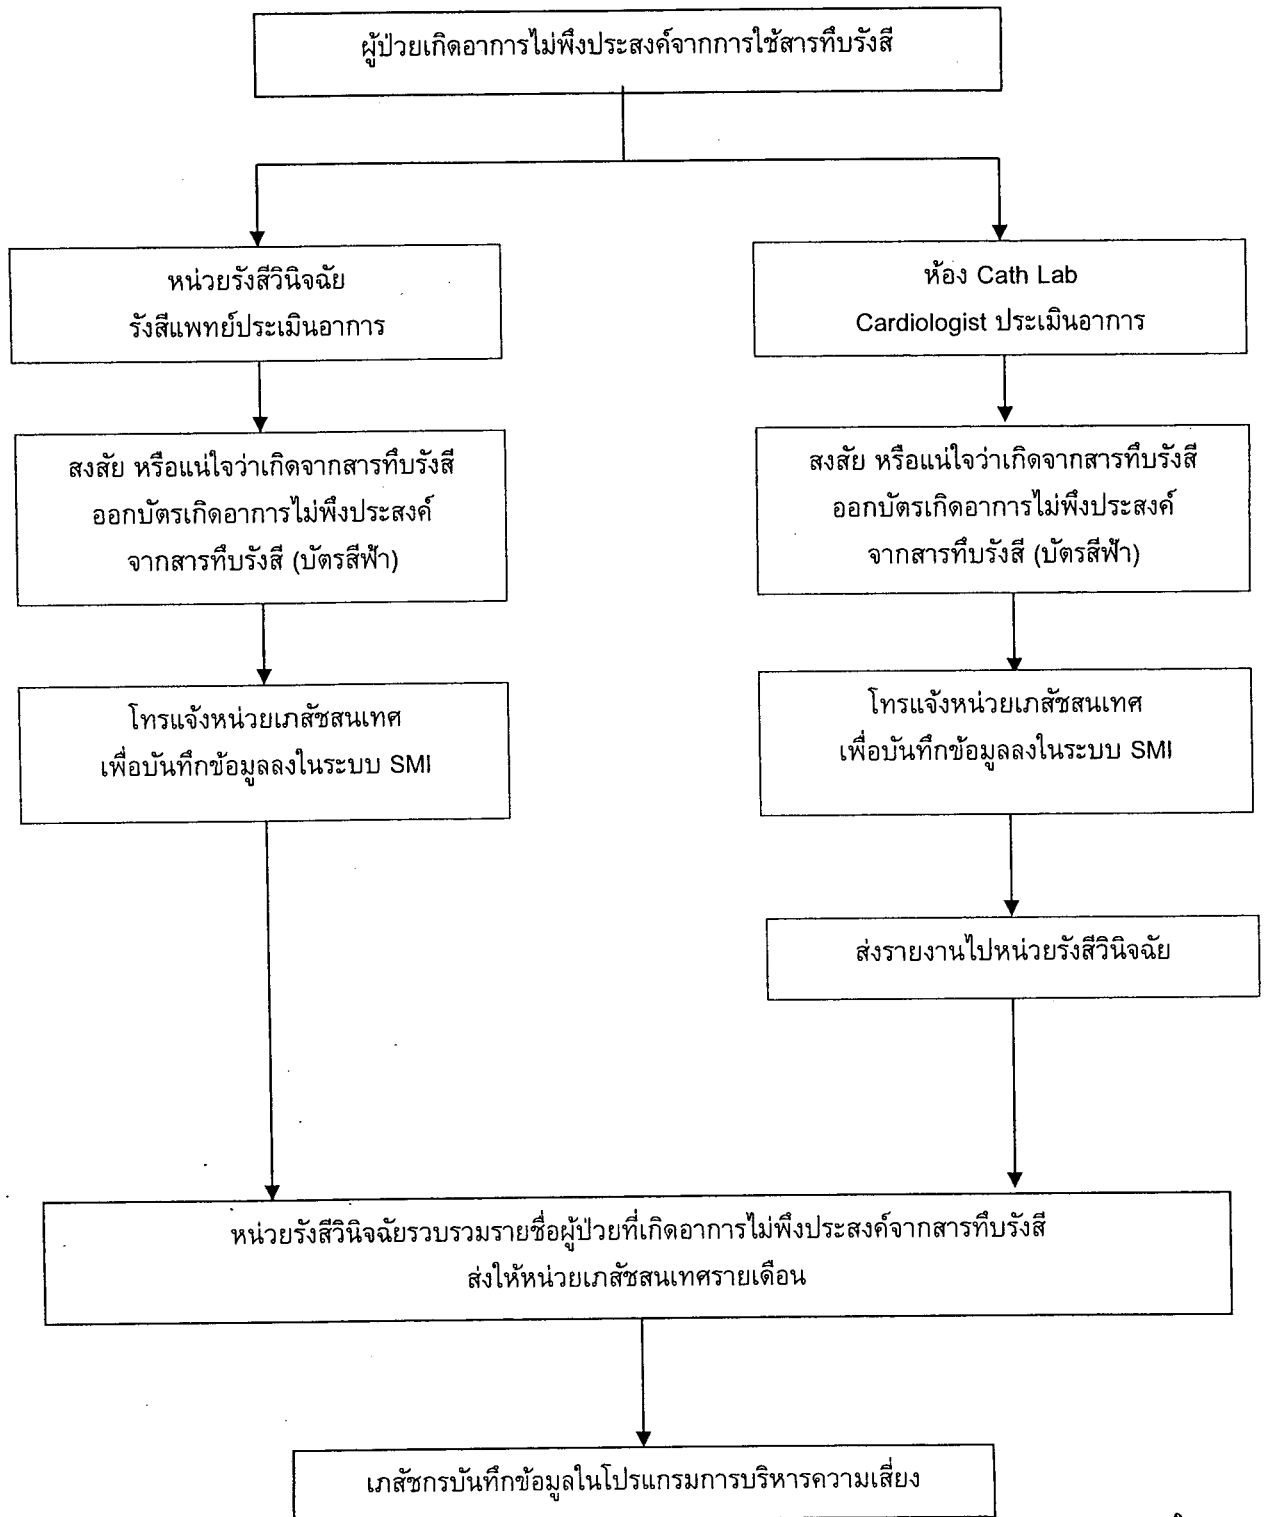 ผู้ป่วยเกิดอาการไม่พึงประสงค์จากการใช้สารทึบรังสี
หน่วยรังสีวินิจฉัย
รังสีแพทย์ประเมินอาการ
สงสัย หรือแน่ใจว่าเกิดจากสารทึบรังสี
ออกบัตรเกิดอาการไม่พึงประสงค์
จากสารทึบรังสี (บัตรสีฟ้า)
โทรแจ้งหน่วยเภสัชสนเทศ
เพื่อบันทึกข้อมูลลงในระบบ SMI
ห้อง Cath Lab
Cardiologist ประเมินอาการ
สงสัย หรือแน่ใจว่าเกิดจากสารทึบรังสี
ออกบัตรเกิดอาการไม่พึงประสงค์
จากสารทึบรังสี (บัตรสีฟ้า)
โทรแจ้งหน่วยเภสัชสนเทศ
เพื่อบันทึกข้อมูลลงในระบบ SMI
ส่งรายงานไปหน่วยรังสีวินิจฉัย
หน่วยรังสีวินิจฉัยรวบรวมรายชื่อผู้ป่วยที่เกิดอาการไม่พึงประสงค์จากสารทึบรังสี
ส่งให้หน่วยเภสัชสนเทศรายเดือน
เภสัชกรบันทึกข้อมูลในโปรแกรมการบริหารความเสี่ยง